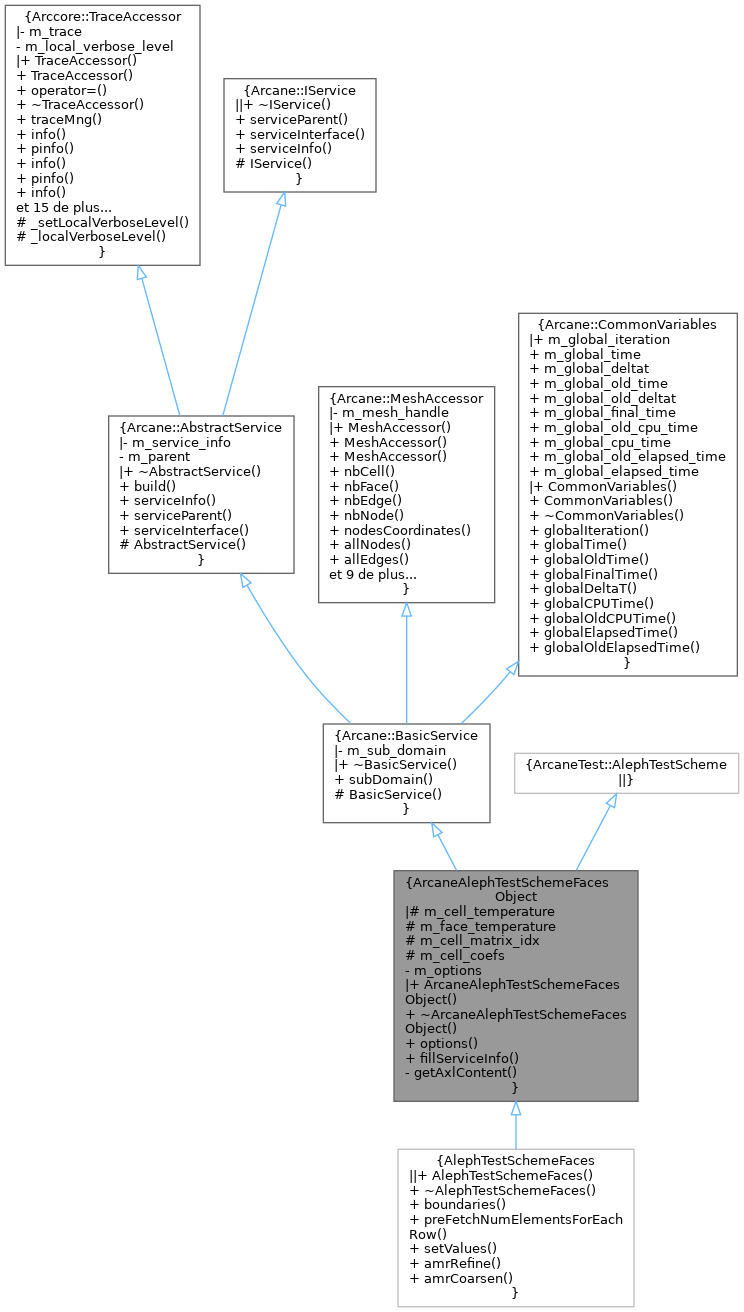 {Arccore::TraceAccessor
|- m_trace
- m_local_verbose_level
|+ TraceAccessor()
+ TraceAccessor()
+ operator=()
+ ~TraceAccessor()
+ traceMng()
+ info()
+ pinfo()
+ info()
+ pinfo()
+ info()
et 15 de plus...
# _setLocalVerboseLevel()
# _localVerboseLevel()
}
{Arcane::IService
||+ ~IService()
+ serviceParent()
+ serviceInterface()
+ serviceInfo()
# IService()
}
{Arcane::AbstractService
|- m_service_info
- m_parent
|+ ~AbstractService()
+ build()
+ serviceInfo()
+ serviceParent()
+ serviceInterface()
# AbstractService()
}
{Arcane::MeshAccessor
|- m_mesh_handle
|+ MeshAccessor()
+ MeshAccessor()
+ MeshAccessor()
+ nbCell()
+ nbFace()
+ nbEdge()
+ nbNode()
+ nodesCoordinates()
+ allNodes()
+ allEdges()
et 9 de plus...
}
{Arcane::CommonVariables
|+ m_global_iteration
+ m_global_time
+ m_global_deltat
+ m_global_old_time
+ m_global_old_deltat
+ m_global_final_time
+ m_global_old_cpu_time
+ m_global_cpu_time
+ m_global_old_elapsed_time
+ m_global_elapsed_time
|+ CommonVariables()
+ CommonVariables()
+ ~CommonVariables()
+ globalIteration()
+ globalTime()
+ globalOldTime()
+ globalFinalTime()
+ globalDeltaT()
+ globalCPUTime()
+ globalOldCPUTime()
+ globalElapsedTime()
+ globalOldElapsedTime()
}
{Arcane::BasicService
|- m_sub_domain
|+ ~BasicService()
+ subDomain()
# BasicService()
}
{ArcaneTest::AlephTestScheme
||}
{ArcaneAlephTestSchemeFaces
Object
|# m_cell_temperature
# m_face_temperature
# m_cell_matrix_idx
# m_cell_coefs
- m_options
|+ ArcaneAlephTestSchemeFaces
Object()
+ ~ArcaneAlephTestSchemeFaces
Object()
+ options()
+ fillServiceInfo()
- getAxlContent()
}
{AlephTestSchemeFaces
||+ AlephTestSchemeFaces()
+ ~AlephTestSchemeFaces()
+ boundaries()
+ preFetchNumElementsForEach
Row()
+ setValues()
+ amrRefine()
+ amrCoarsen()
}